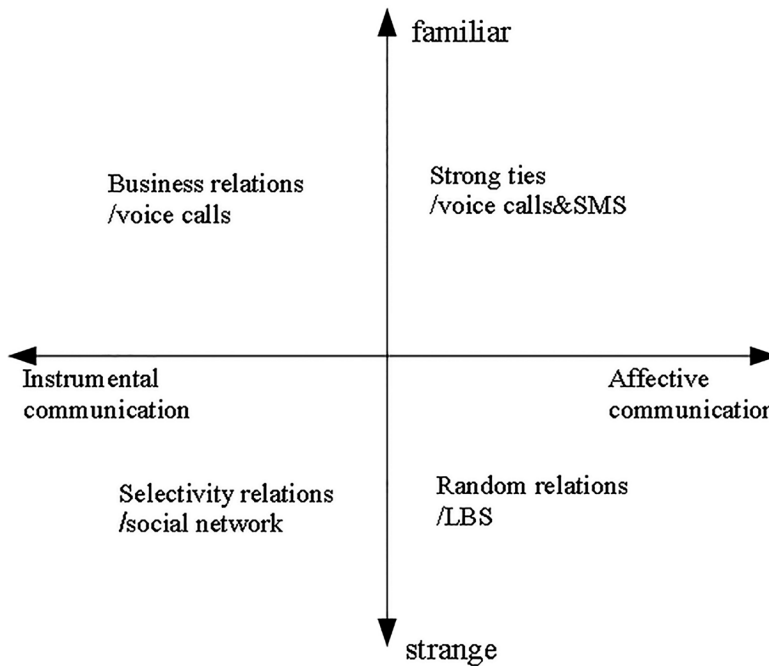 familiar
Business relations
/voice calls
Strong ties
/voice calls&SMS
Instrumental
communication
Affective
communication
Selectivity relations
/social network
Random relations
/LBS
strange